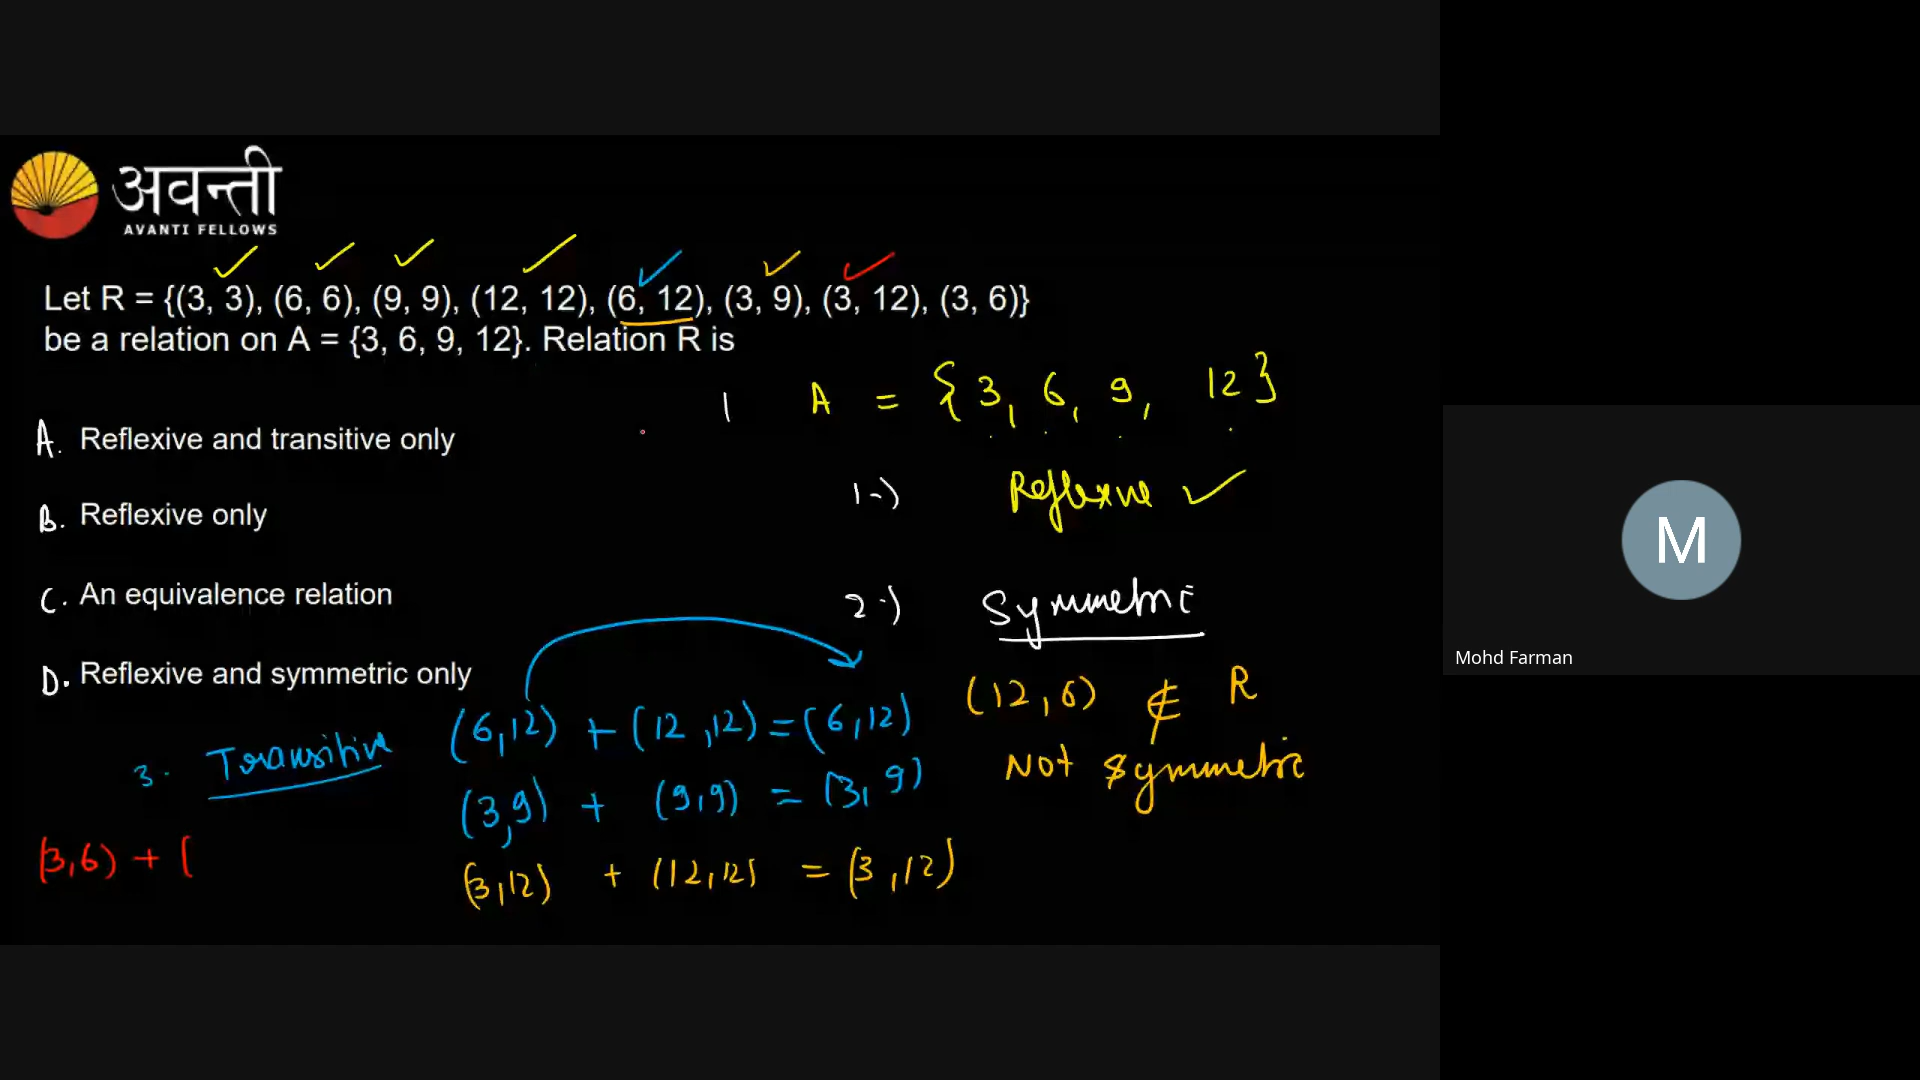 अवन्ती
AVANTI FELLOWS
Let R = {(3, 3), (6, 6), (9, 9), (12, 12), (6, 12), (3, 9), (3, 12), (3, 6)}
be a relation on A = {3, 6, 9, 12}. Relation R is
1 A = {3, 6, 9, 12}
A. Reflexive and transitive only
1-) Reflexive ✓
B. Reflexive only
C. An equivalence relation
2-) Symmetric
D. Reflexive and symmetric only
(12,6) ∉ R
Not symmetric
3. Transitive
(6,12) + (12,12) = (6,12)
(3,9) + (9,9) = (3,9)
(3,6) + (
(3,12) + (12,12) = (3,12)
M
Mohd Farman